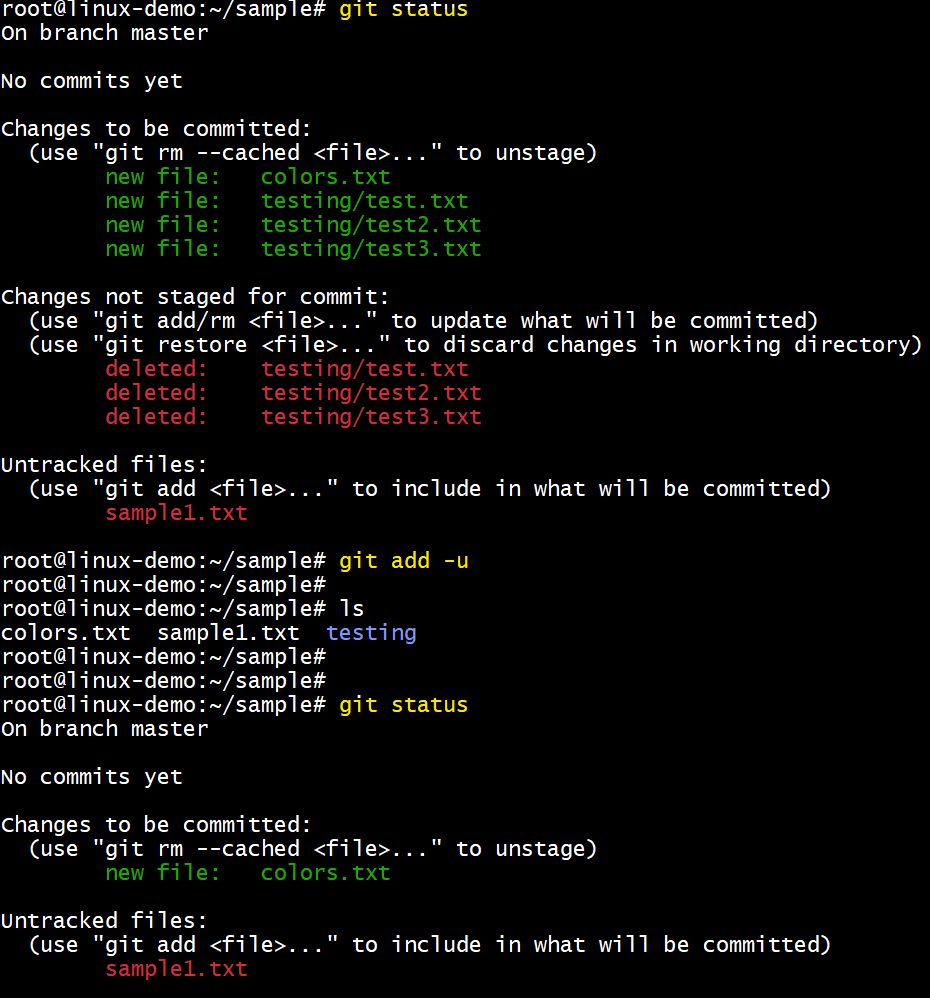 root@linux-demo:~/sample# git status
On branch master
No commits yet
Changes to be committed:
  (use "git rm --cached <file>..." to unstage)
        new file:   colors.txt
        new file:   testing/test.txt
        new file:   testing/test2.txt
        new file:   testing/test3.txt
Changes not staged for commit:
  (use "git add/rm <file>..." to update what will be committed)
  (use "git restore <file>..." to discard changes in working directory)
        deleted:    testing/test.txt
        deleted:    testing/test2.txt
        deleted:    testing/test3.txt
Untracked files:
  (use "git add <file>..." to include in what will be committed)
        sample1.txt
root@linux-demo:~/sample# git add -u
root@linux-demo:~/sample#
root@linux-demo:~/sample# ls
colors.txt  sample1.txt  testing
root@linux-demo:~/sample#
root@linux-demo:~/sample#
root@linux-demo:~/sample# git status
On branch master
No commits yet
Changes to be committed:
  (use "git rm --cached <file>..." to unstage)
        new file:   colors.txt
Untracked files:
  (use "git add <file>..." to include in what will be committed)
        sample1.txt